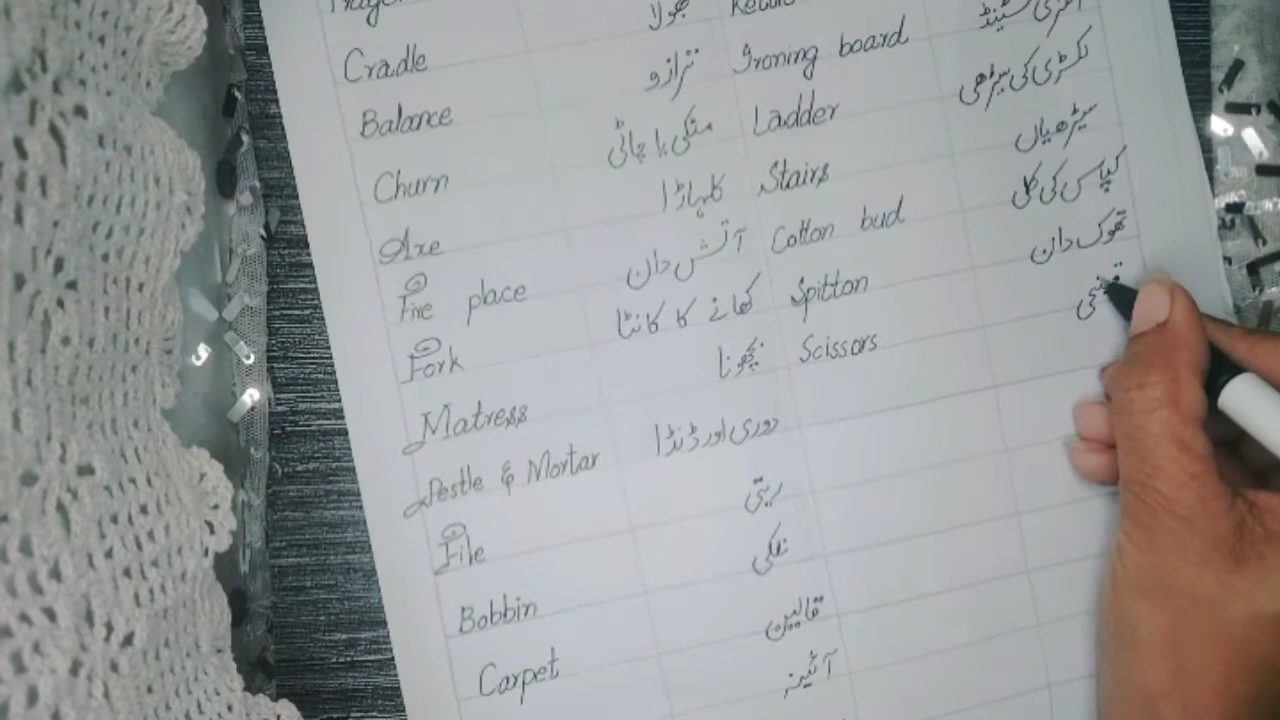 Cradle جھولا
Balance ترازو Ironing board استری سٹینڈ
Churn مٹکی یا چاٹی Ladder لکڑی کی سیڑھی
Axe کلہاڑا Stairs سیڑھیاں
Fire place آتش دان Cotton bud کپاس کی کلی
Fork کھانے کا کانٹا Spitton تھوک دان
Matress بچھونا Scissors قینچی
Pestle & Mortar دوری اور ڈنڈا
File ریتی
Bobbin نلکی
Carpet قالین
آئینہ